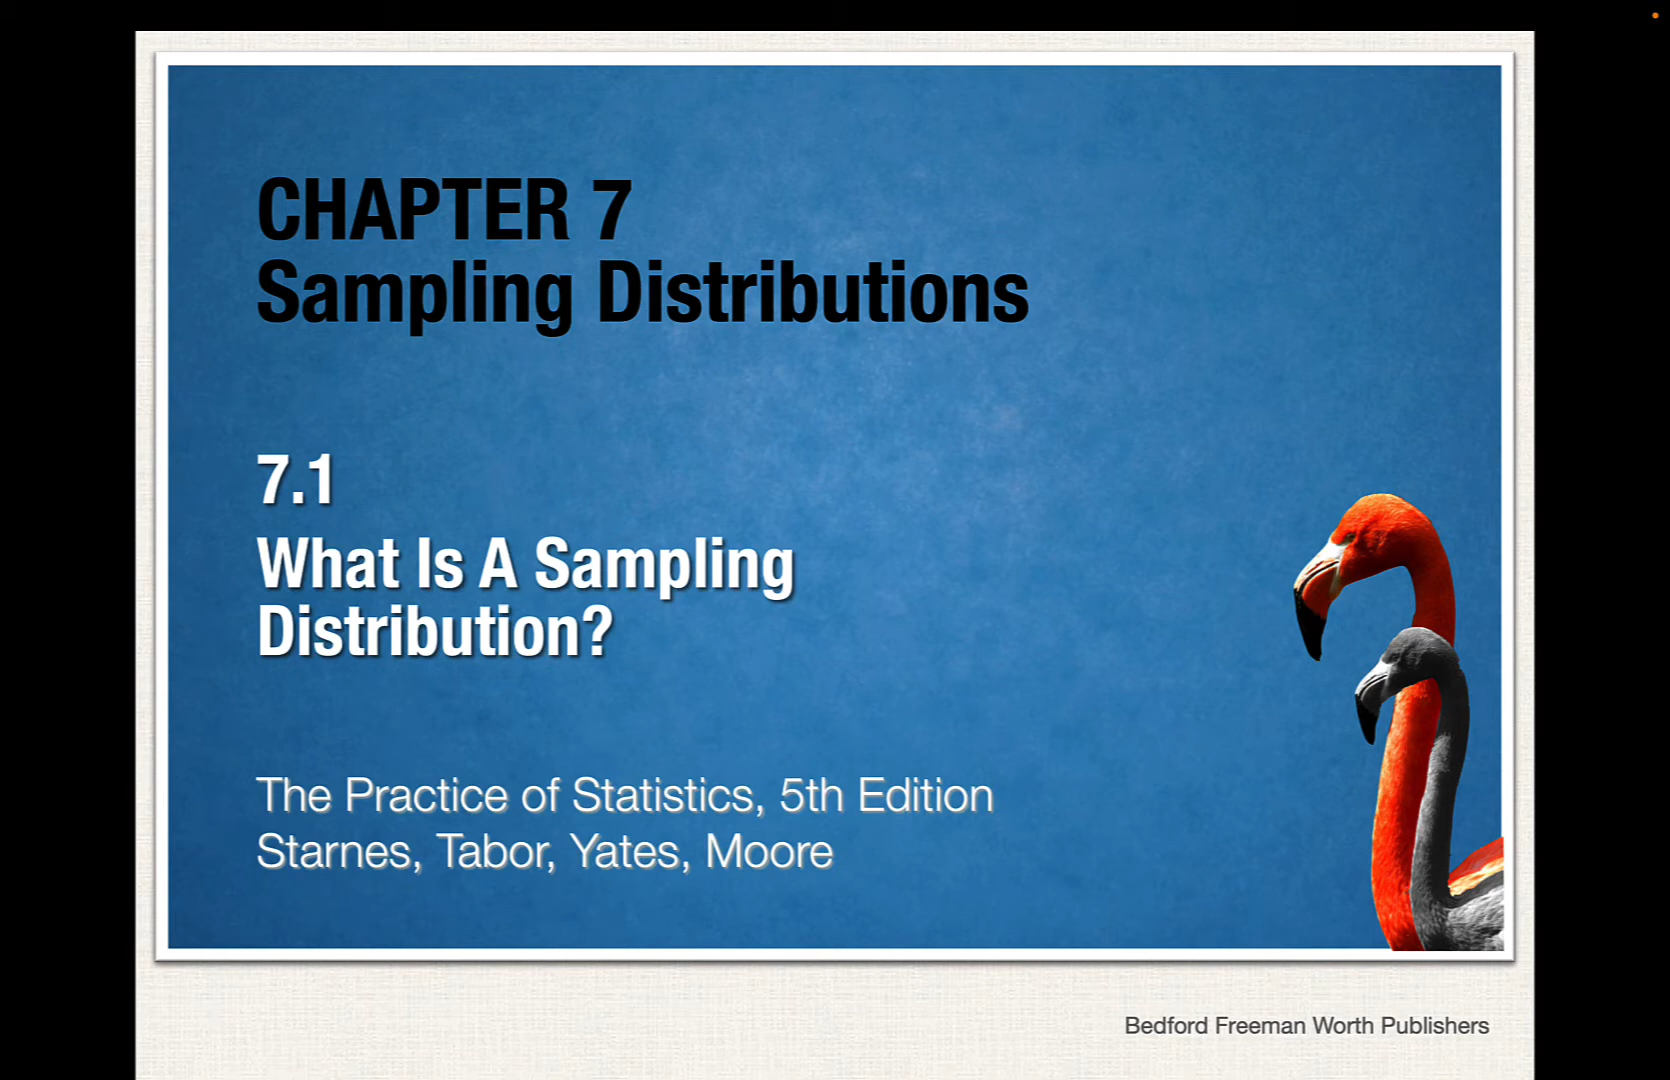 CHAPTER 7
Sampling Distributions
7.1
What Is A Sampling
Distribution?
The Practice of Statistics, 5th Edition
Starnes, Tabor, Yates, Moore
Bedford Freeman Worth Publishers